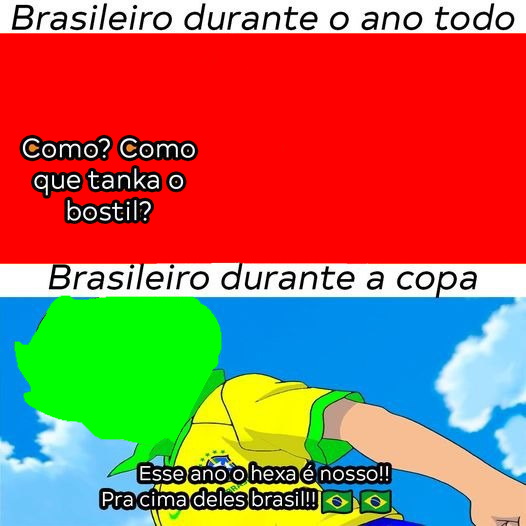 Brasileiro durante o ano todo
Como? Como
que tanka o
bostil?
Brasileiro durante a copa
Esse ano o hexa é nosso!!
Pra cima deles brasil!! 🇧🇷 🇧🇷